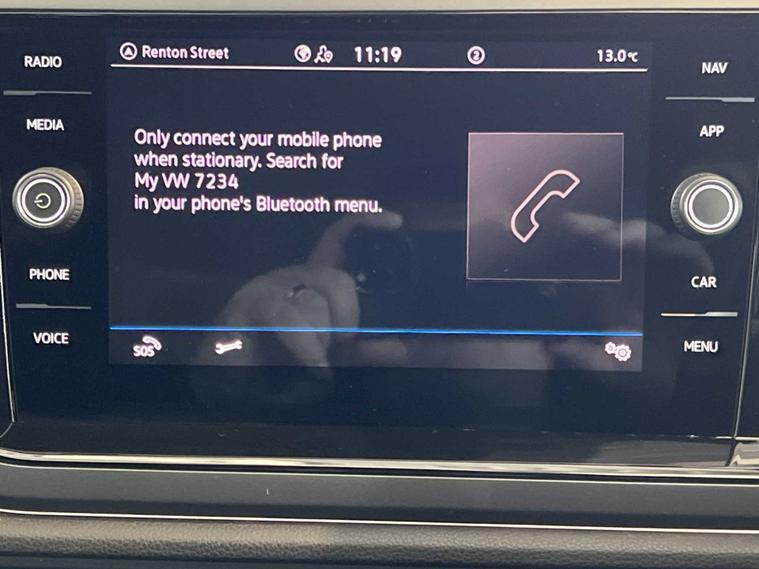 RADIO
MEDIA
PHONE
VOICE
Renton Street
11:19
2
13.0°C
Only connect your mobile phone
when stationary. Search for
My VW 7234
in your phone's Bluetooth menu.
SOS
NAV
APP
CAR
MENU